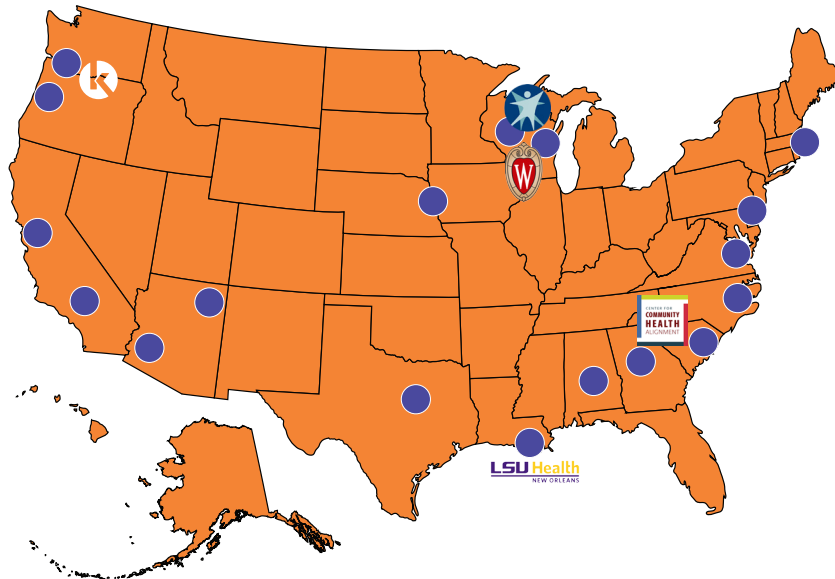 K
W
CENTER FOR
COMMUNITY
HEALTH
ALIGNMENT
LSU Health
NEW ORLEANS